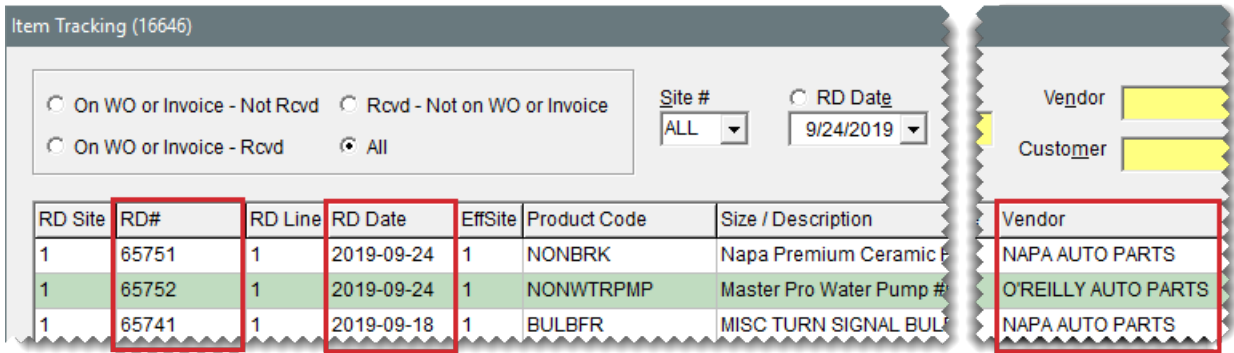 Item Tracking (16646)
On WO or Invoice - Not Rcvd Rcvd - Not on WO or Invoice Site # RD Date Vendor
ALL 9/24/2019
On WO or Invoice - Rcvd All Customer
RD Site RD# RD Line RD Date EffSite Product Code Size / Description Vendor
1 65751 1 2019-09-24 1 NONBRK Napa Premium Ceramic NAPA AUTO PARTS
1 65752 1 2019-09-24 1 NONWTRPMP Master Pro Water Pump # O'REILLY AUTO PARTS
1 65741 1 2019-09-18 1 BULBFR MISC TURN SIGNAL NAPA AUTO PARTS